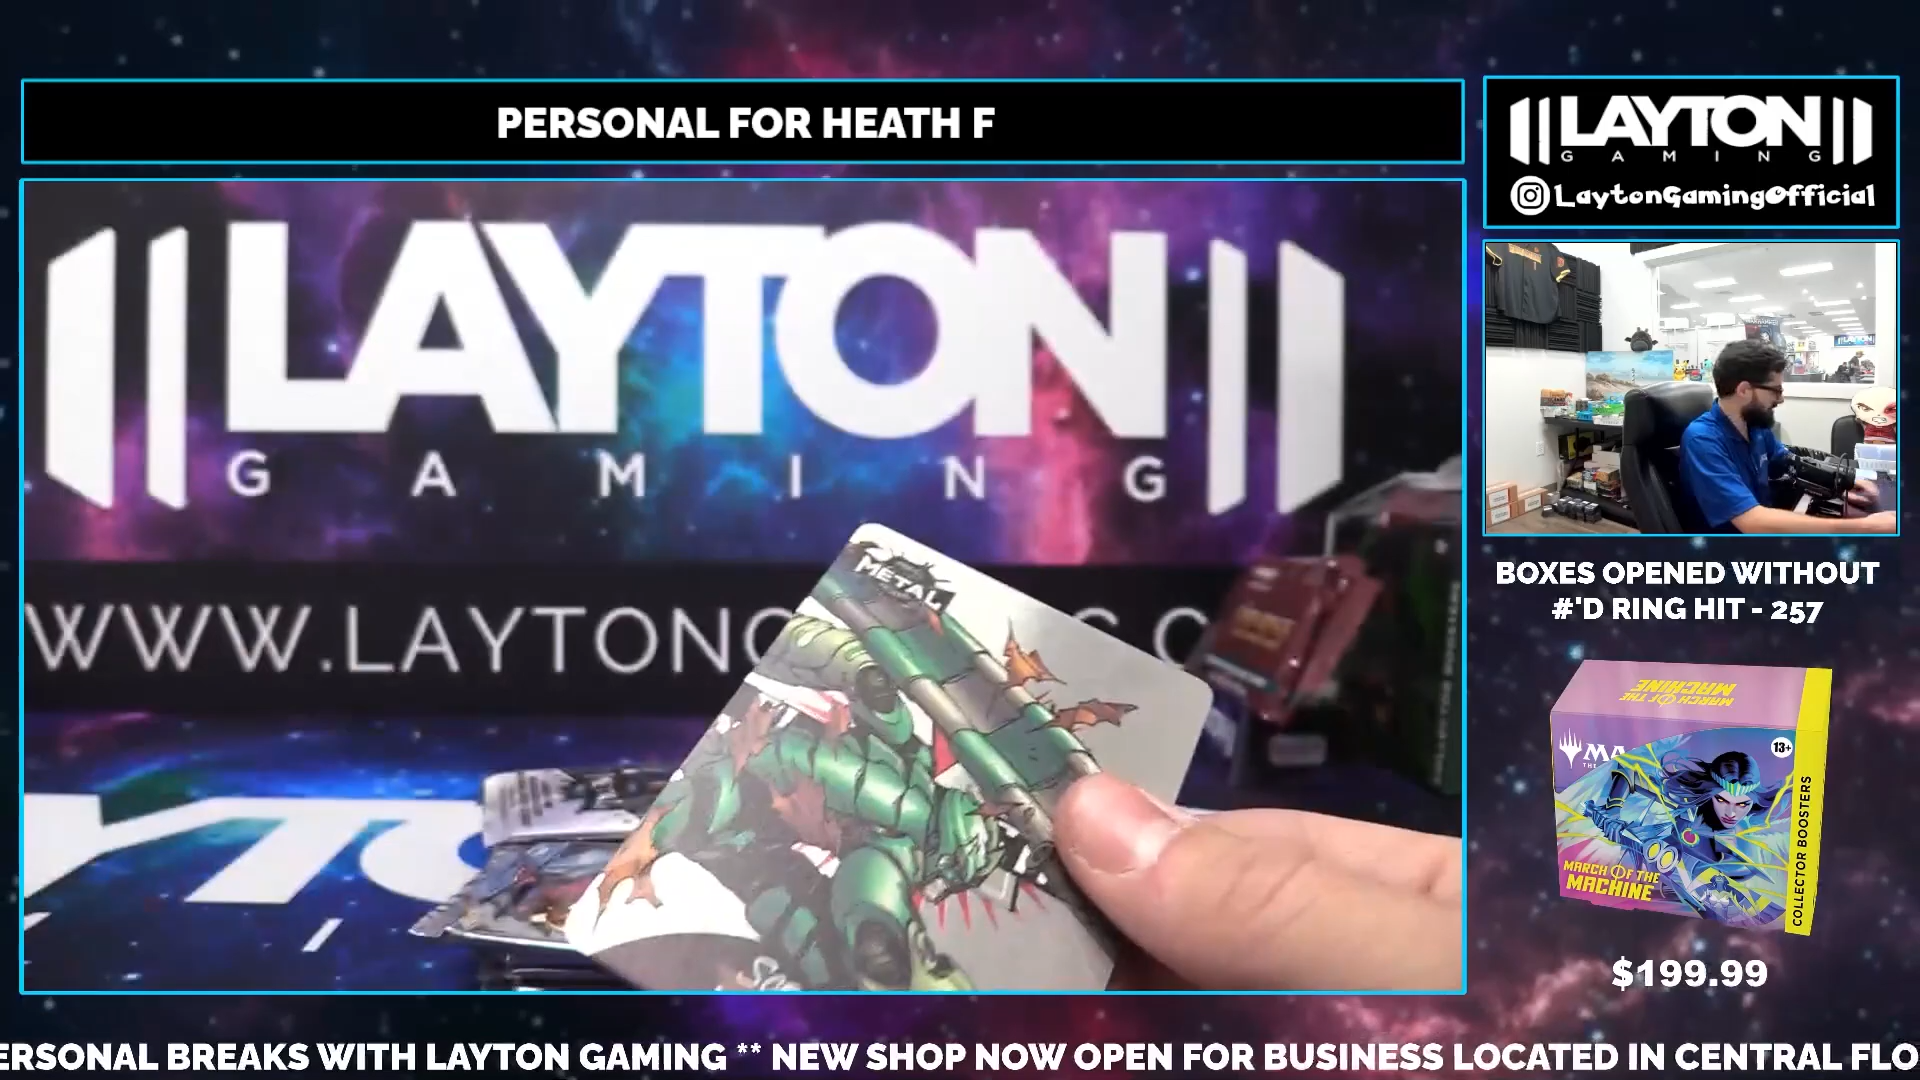 PERSONAL FOR HEATH F
LAYTON
GAMING
LaytonGamingOfficial
LAYTON
GAMING
WWW.LAYTON
METAL
BOXES OPENED WITHOUT
#'D RING HIT - 257
MARCH OF THE
MACHINE
13+
MARCH OF THE
MACHINE
COLLECTOR BOOSTERS
$199.99
ERSONAL BREAKS WITH LAYTON GAMING ** NEW SHOP NOW OPEN FOR BUSINESS LOCATED IN CENTRAL FLO